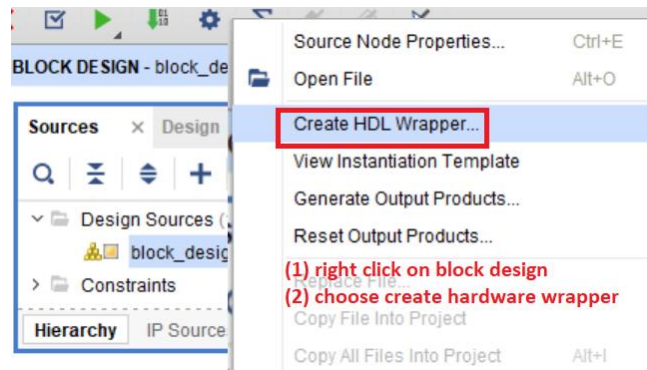 Source Node Properties... Ctrl+E
BLOCK DESIGN - block_de
Open File Alt+O
Sources × Design
Create HDL Wrapper...
View Instantiation Template
Generate Output Products...
Design Sources (
Reset Output Products...
block_desig
(1) right click on block design
Replace File...
Constraints
(2) choose create hardware wrapper
Copy File Into Project
Hierarchy IP Source
Copy All Files Into Project Alt+I